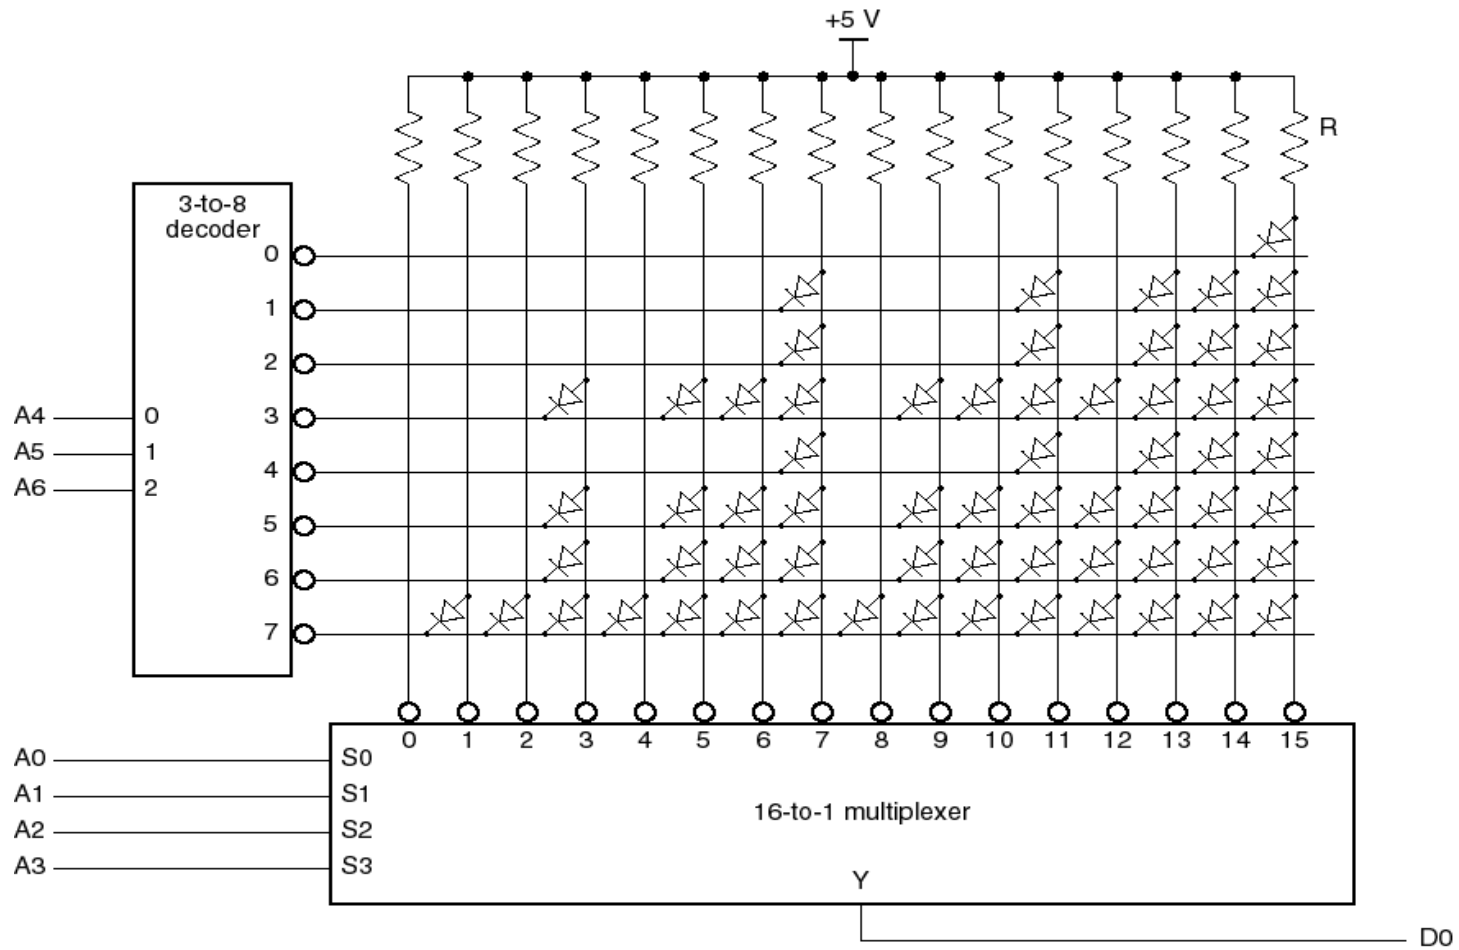 +5 V
R
3-to-8
decoder
0
1
2
A4 0 3
A5 1 4
A6 2
5
6
7
0 1 2 3 4 5 6 7 8 9 10 11 12 13 14 15
A0 S0
A1 S1
A2 S2
A3 S3
16-to-1 multiplexer
Y
D0